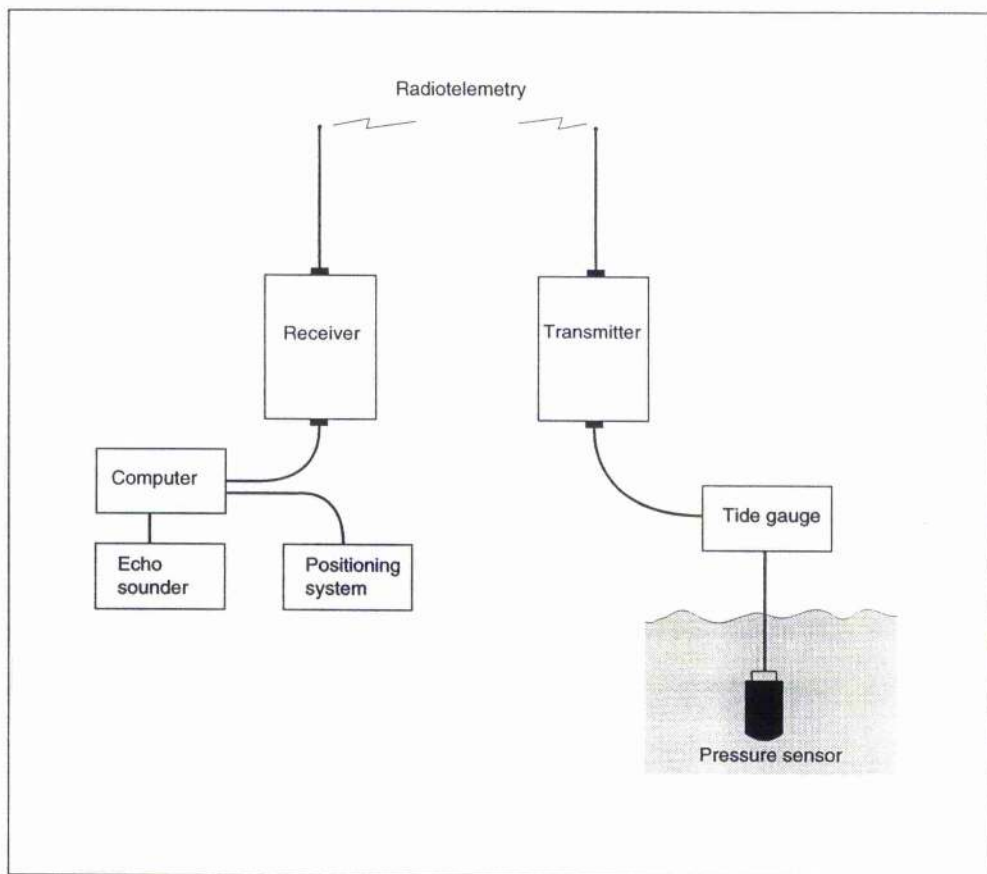 Radiotelemetry
Receiver
Transmitter
Computer
Tide gauge
Echo
sounder
Positioning
system
Pressure sensor